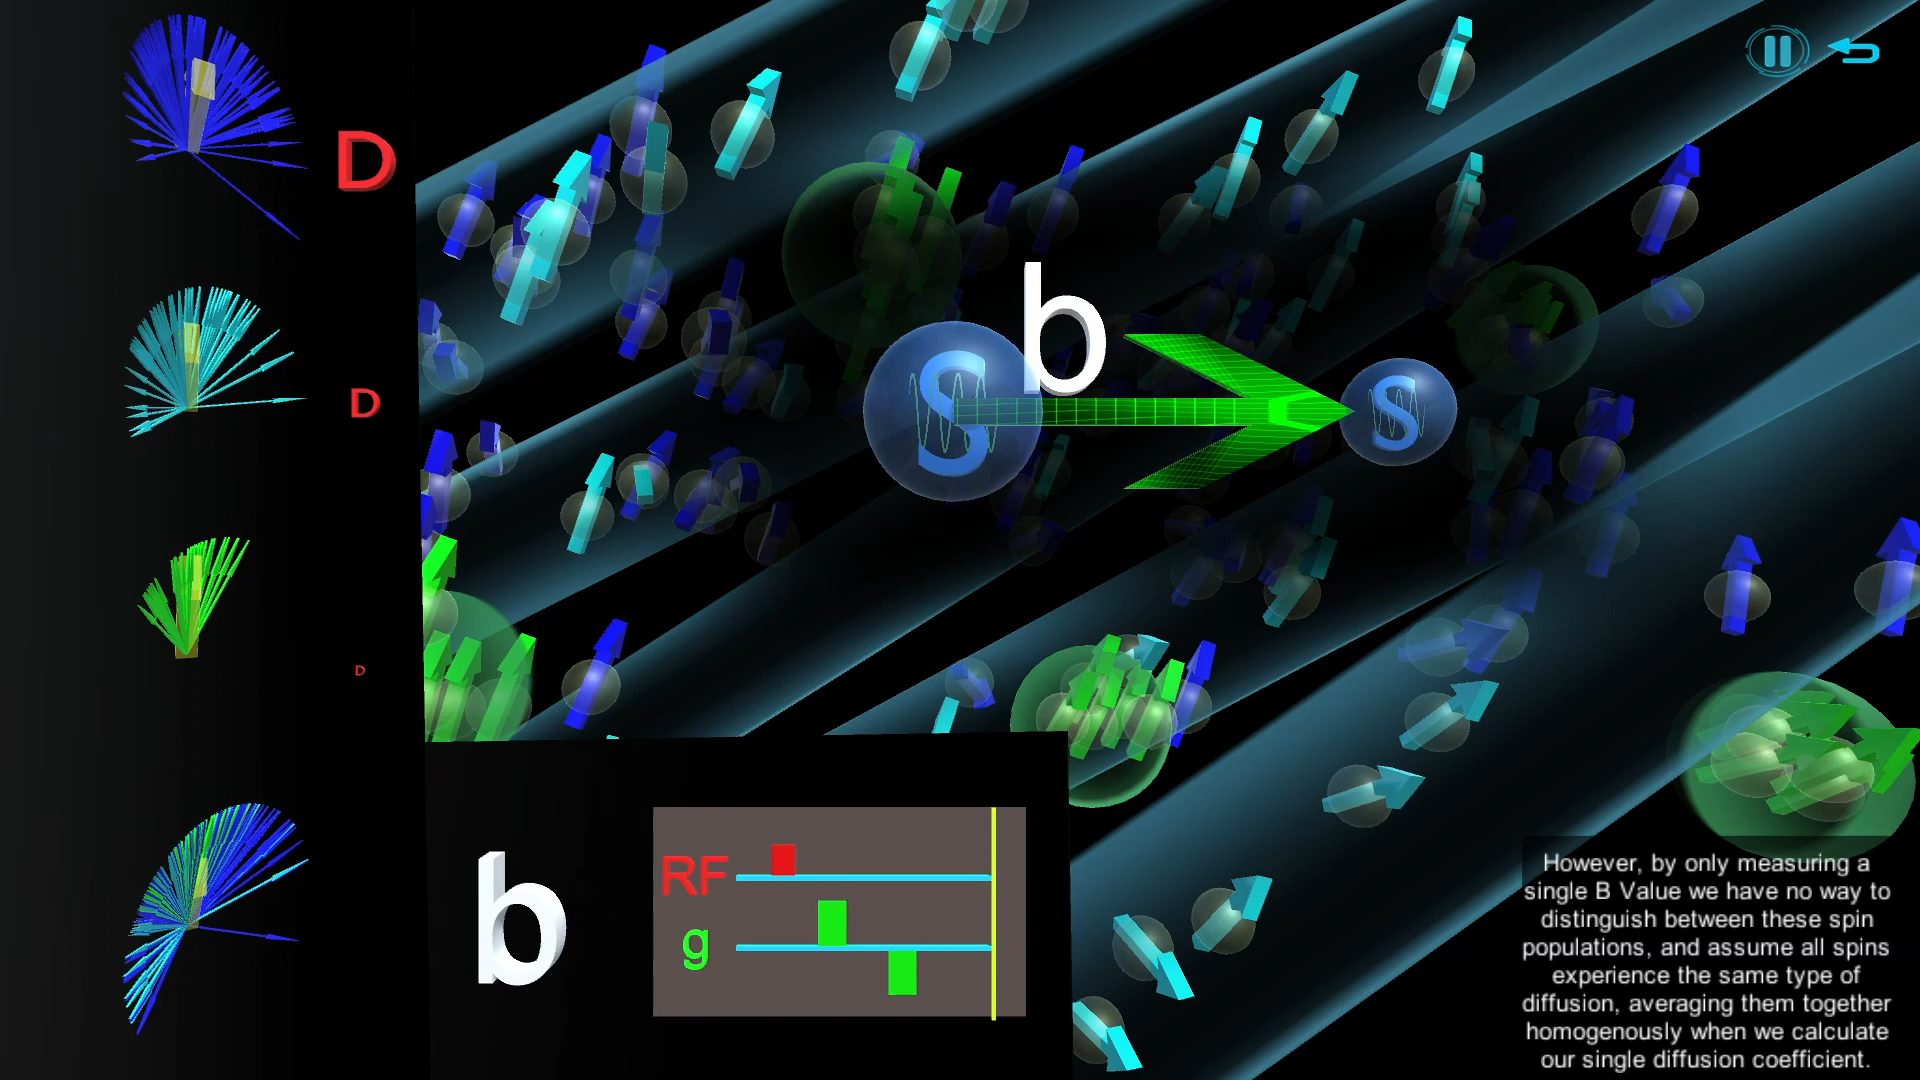 D
D
D
b
S
S
b
RF
g
However, by only measuring a
single B Value we have no way to
distinguish between these spin
populations, and assume all spins
experience the same type of
diffusion, averaging them together
homogenously when we calculate
our single diffusion coefficient.